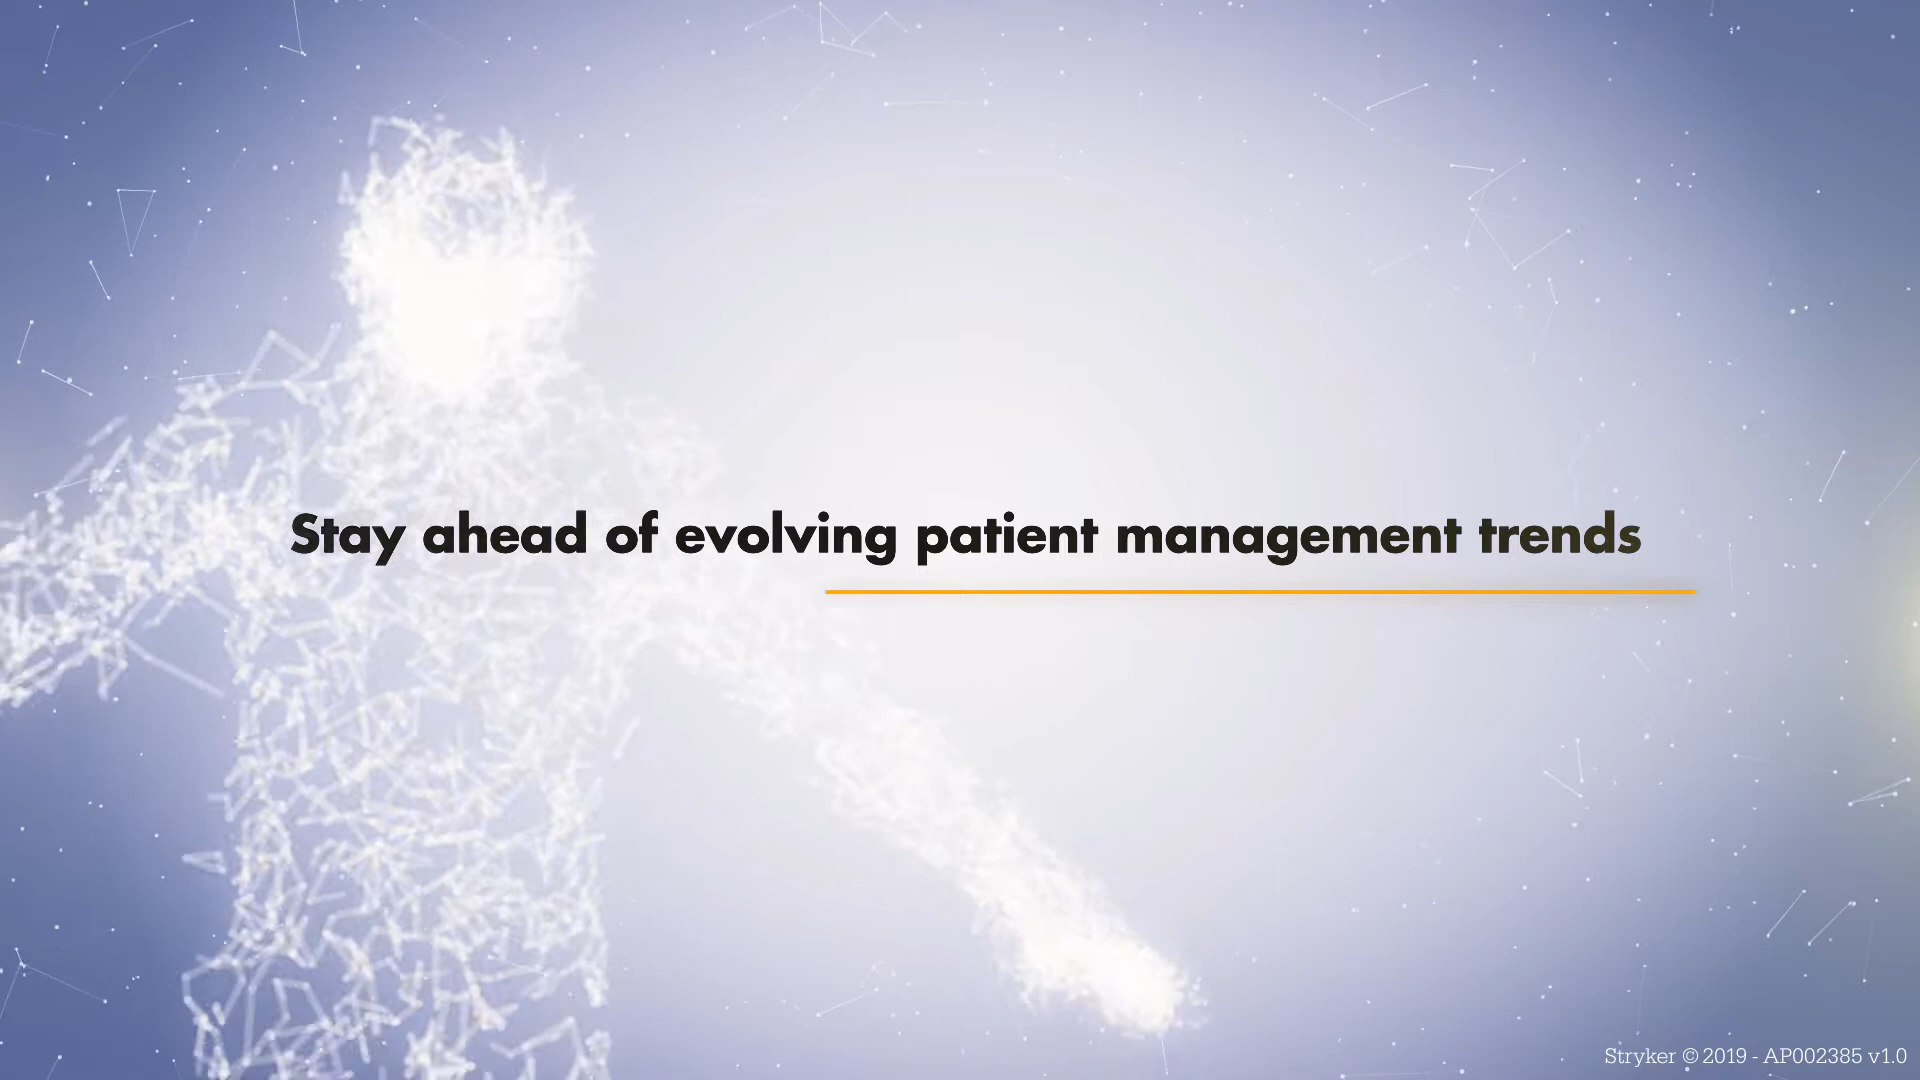 Stay ahead of evolving patient management trends
Stryker © 2019 - AP002385 v1.0